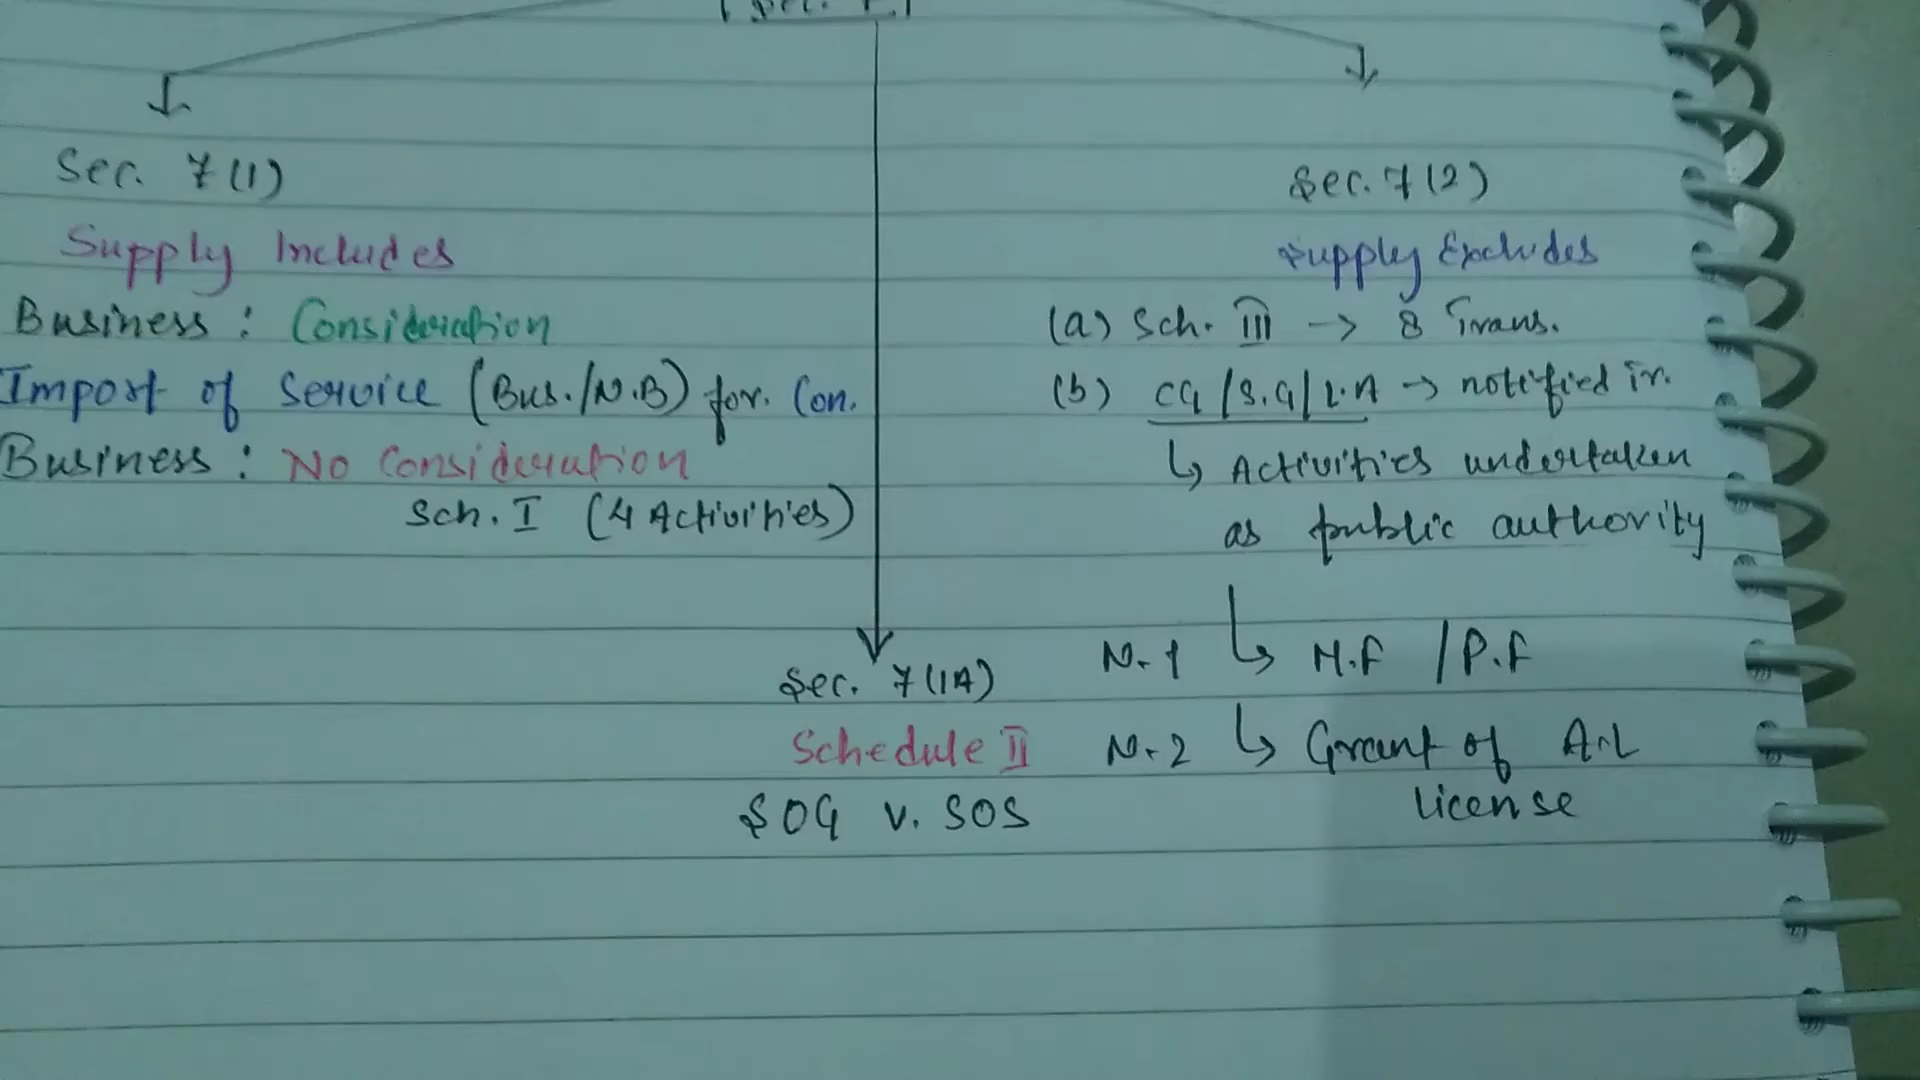 Sec. 7(1)
Supply Includes
Business : Consideration
Import of Service (Bus./N.B) for. Con.
Business : No Consideration
Sch. I (4 Activities)
Sec. 7(1A)
Schedule II
SOG v. SOS
Sec. 7(2)
Supply Excludes
(a) Sch. III → 8 Trans.
(b) CG/S.G/L.A → notified in.
↳ Activities undertaken
as public authority
N.1 ↳ M.F / P.F
N.2 ↳ Grant of A.L
license